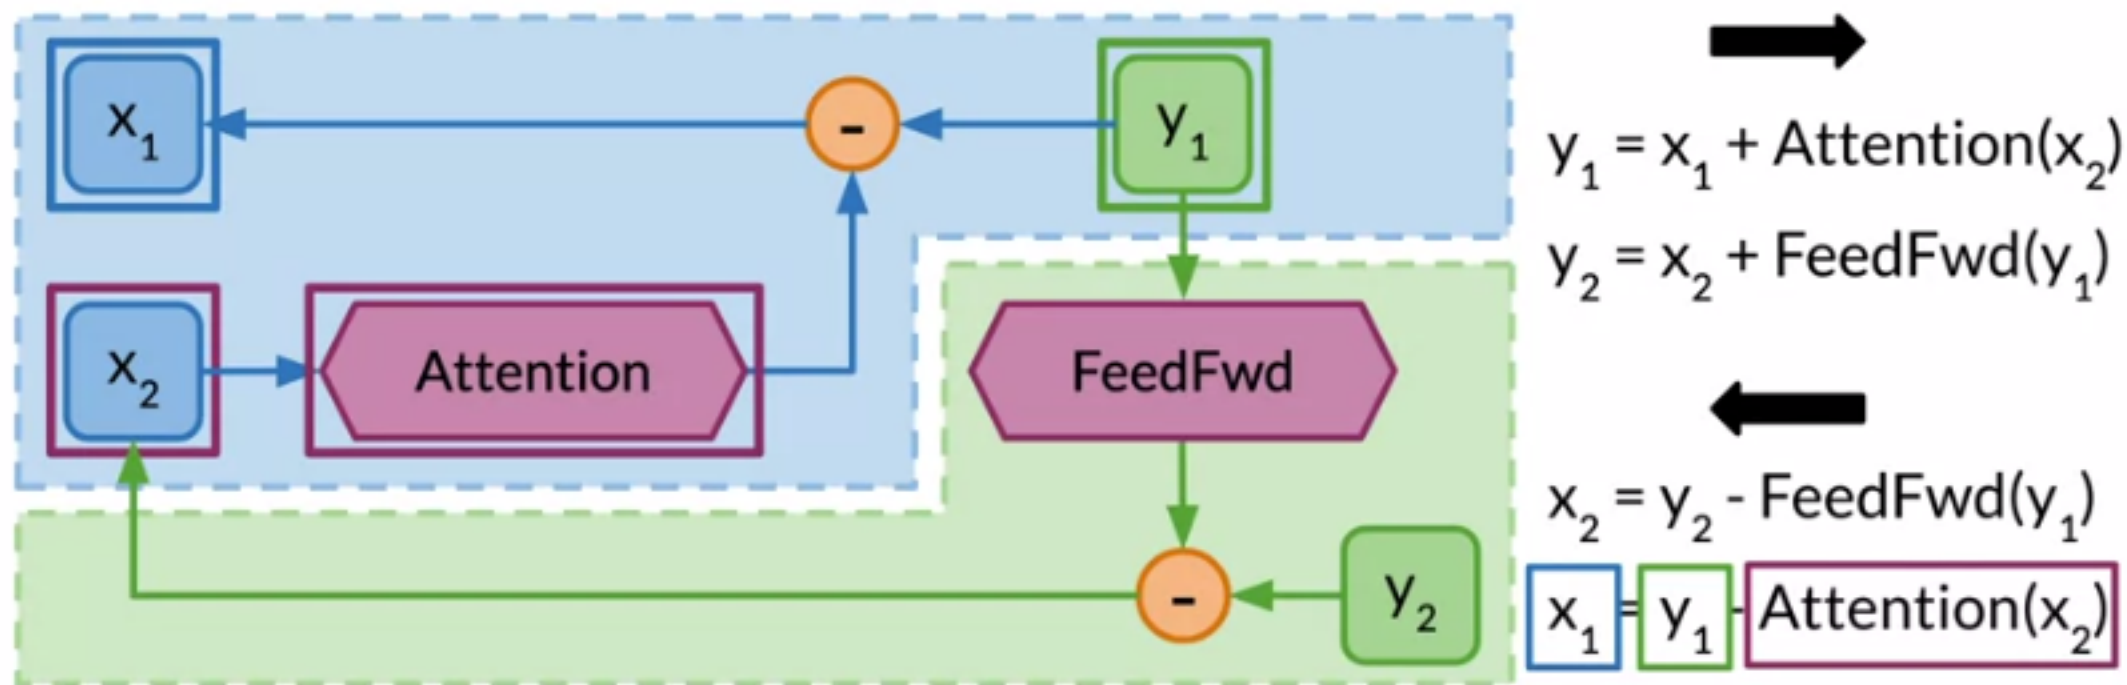 x₁
-
y₁
x₂
Attention
FeedFwd
-
y₂
y₁ = x₁ + Attention(x₂)
y₂ = x₂ + FeedFwd(y₁)
x₂ = y₂ - FeedFwd(y₁)
x₁ = y₁ - Attention(x₂)